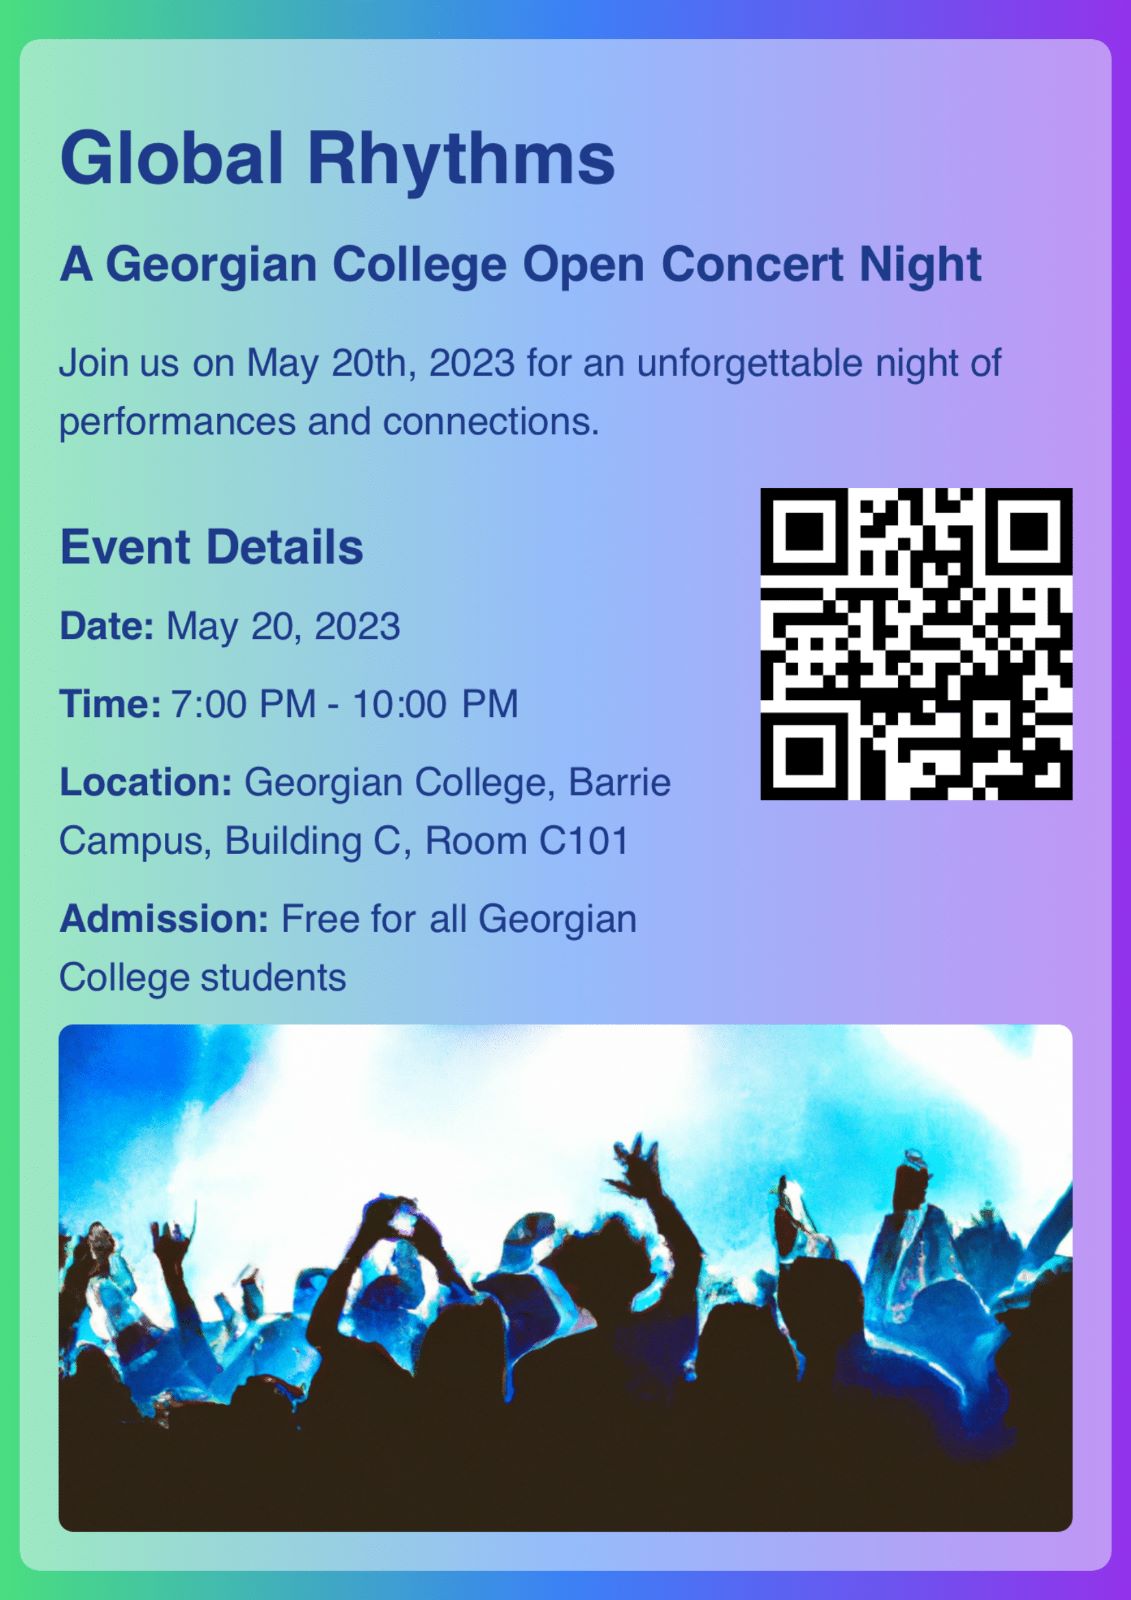 Global Rhythms
A Georgian College Open Concert Night
Join us on May 20th, 2023 for an unforgettable night of
performances and connections.
Event Details
Date: May 20, 2023
Time: 7:00 PM - 10:00 PM
Location: Georgian College, Barrie
Campus, Building C, Room C101
Admission: Free for all Georgian
College students